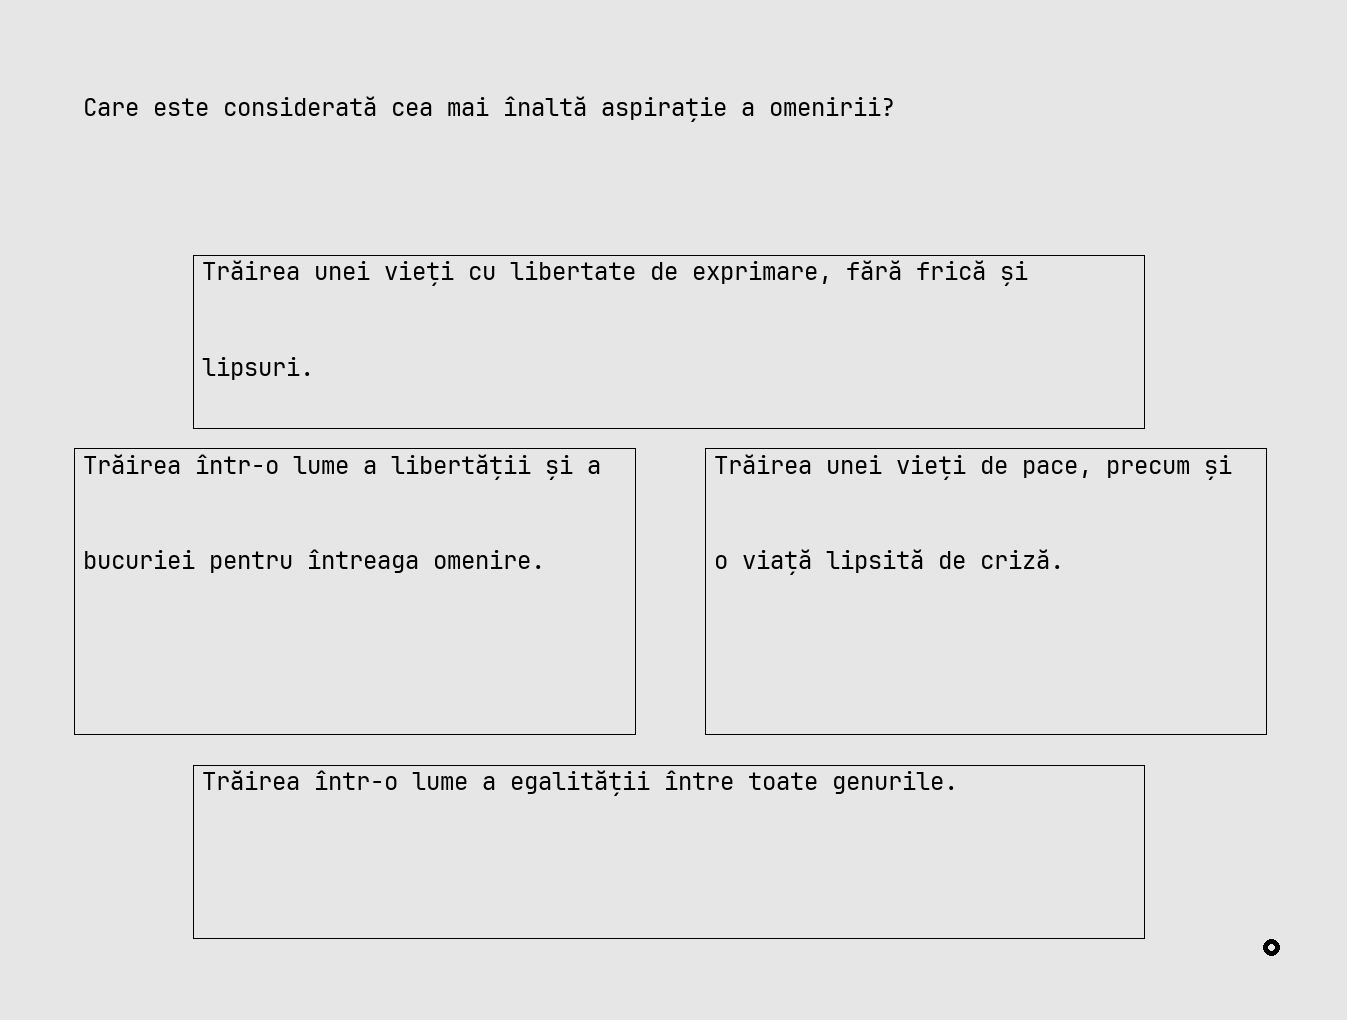 Care este considerată cea mai înaltă aspirație a omenirii?
Trăirea unei vieți cu libertate de exprimare, fără frică și
lipsuri.
Trăirea într-o lume a libertății și a
bucuriei pentru întreaga omenire.
Trăirea unei vieți de pace, precum și
o viață lipsită de criză.
Trăirea într-o lume a egalității între toate genurile.